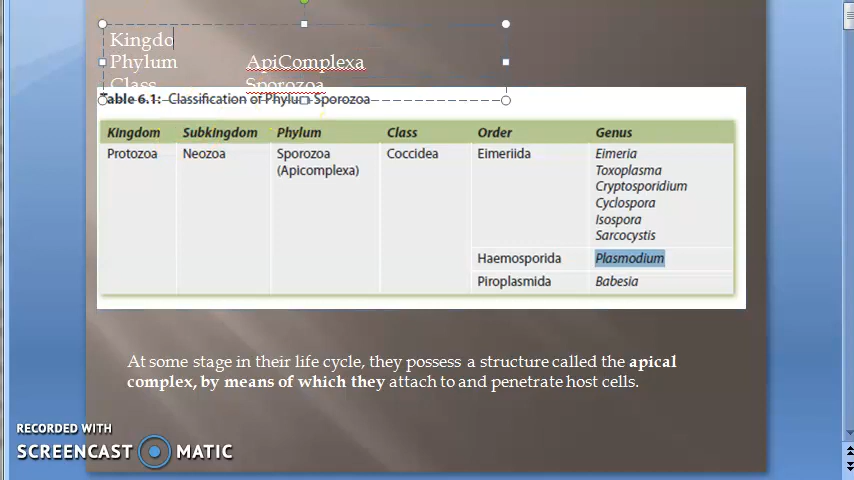 Kingdo
Phylum ApiComplexa
Class Sporozoa
Table 6.1: Classification of Phylum Sporozoa
Kingdom Subkingdom Phylum Class Order Genus
Protozoa Neozoa Sporozoa Coccidea Eimeriida Eimeria
(Apicomplexa) Toxoplasma
Cryptosporidium
Cyclospora
Isospora
Sarcocystis
Haemosporida Plasmodium
Piroplasmida Babesia
At some stage in their life cycle, they possess a structure called the apical
complex, by means of which they attach to and penetrate host cells.
RECORDED WITH
SCREENCAST MATIC